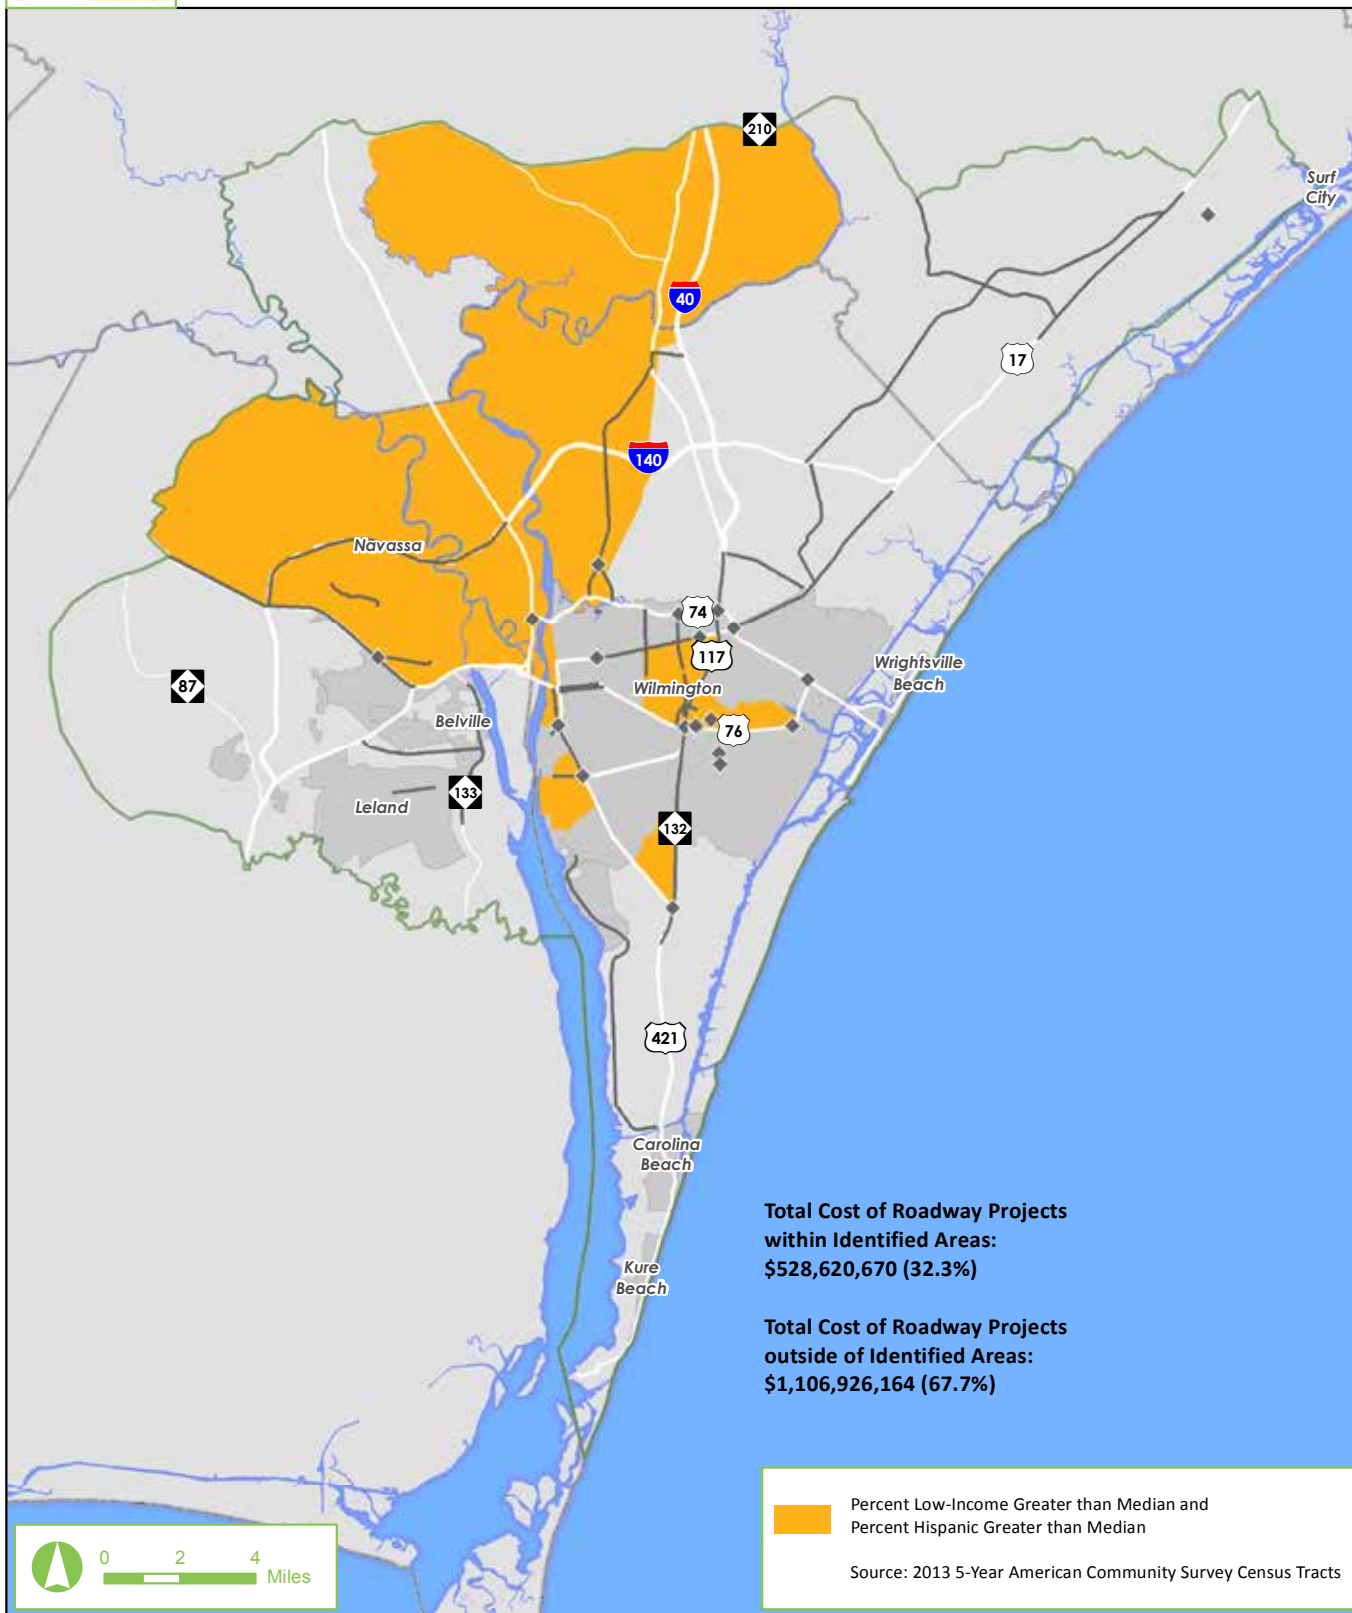 210
Surf
City
40
17
140
Navassa
74
117
Wrightsville
Beach
87
Wilmington
Belville
76
133
Leland
132
421
Carolina
Beach
Kure
Beach
Total Cost of Roadway Projects
within Identified Areas:
$528,620,670 (32.3%)
Total Cost of Roadway Projects
outside of Identified Areas:
$1,106,926,164 (67.7%)
Percent Low-Income Greater than Median and
Percent Hispanic Greater than Median
Source: 2013 5-Year American Community Survey Census Tracts
0 2 4
Miles